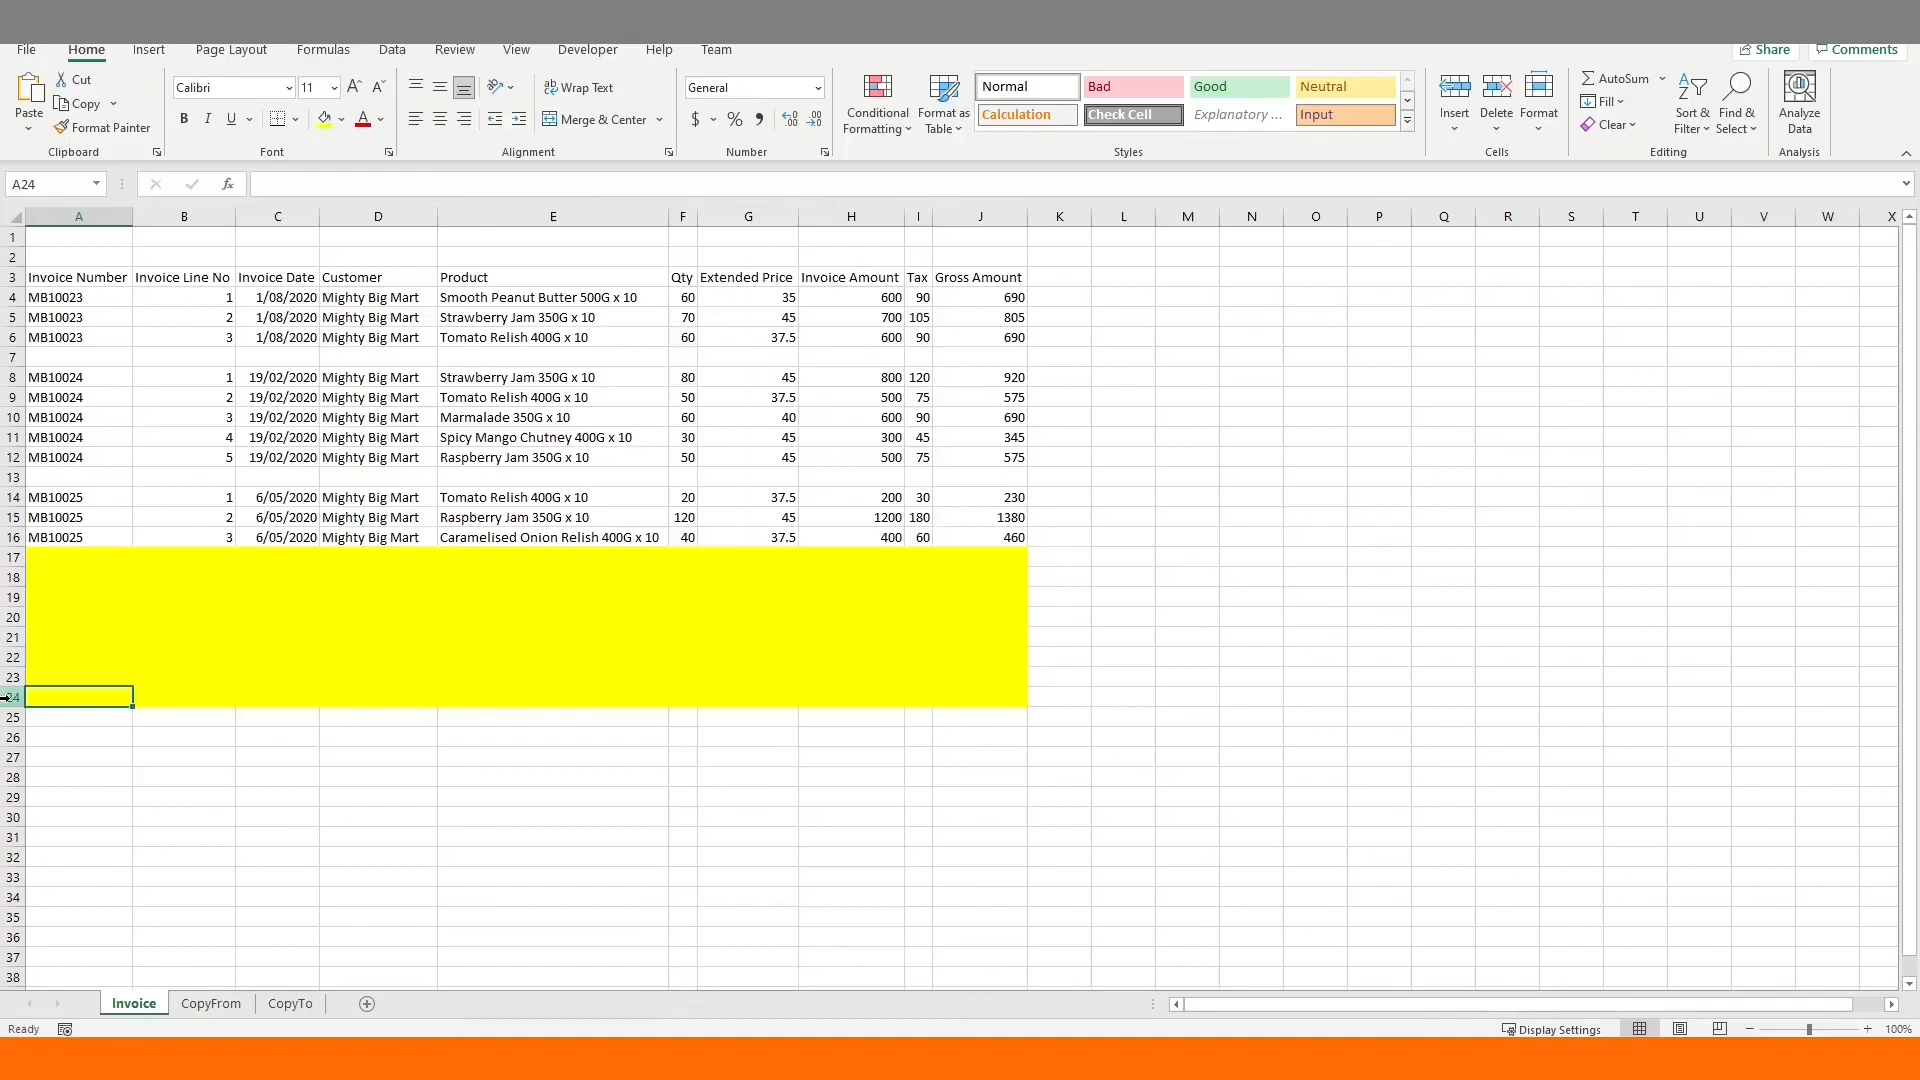 File Home Insert Page Layout Formulas Data Review View Developer Help Team Share Comments
Paste Cut Copy Format Painter Clipboard
Calibri 11 A A B I U A Font
Wrap Text Merge & Center Alignment
General $ % 9 Number
Conditional Formatting Format as Table Normal Bad Good Neutral Calculation Check Cell Explanatory ... Input Styles
Insert Delete Format Cells
AutoSum Fill Clear Sort & Filter Find & Select Editing
Analyze Data Analysis
A24 fx
A B C D E F G H I J K L M N O P Q R S T U V W X
1
2
3 Invoice Number Invoice Line No Invoice Date Customer Product Qty Extended Price Invoice Amount Tax Gross Amount
4 MB10023 1 1/08/2020 Mighty Big Mart Smooth Peanut Butter 500G x 10 60 35 600 90 690
5 MB10023 2 1/08/2020 Mighty Big Mart Strawberry Jam 350G x 10 70 45 700 105 805
6 MB10023 3 1/08/2020 Mighty Big Mart Tomato Relish 400G x 10 60 37.5 600 90 690
7
8 MB10024 1 19/02/2020 Mighty Big Mart Strawberry Jam 350G x 10 80 45 800 120 920
9 MB10024 2 19/02/2020 Mighty Big Mart Tomato Relish 400G x 10 50 37.5 500 75 575
10 MB10024 3 19/02/2020 Mighty Big Mart Marmalade 350G x 10 60 40 600 90 690
11 MB10024 4 19/02/2020 Mighty Big Mart Spicy Mango Chutney 400G x 10 30 45 300 45 345
12 MB10024 5 19/02/2020 Mighty Big Mart Raspberry Jam 350G x 10 50 45 500 75 575
13
14 MB10025 1 6/05/2020 Mighty Big Mart Tomato Relish 400G x 10 20 37.5 200 30 230
15 MB10025 2 6/05/2020 Mighty Big Mart Raspberry Jam 350G x 10 120 45 1200 180 1380
16 MB10025 3 6/05/2020 Mighty Big Mart Caramelised Onion Relish 400G x 10 40 37.5 400 60 460
17
18
19
20
21
22
23
24
25
26
27
28
29
30
31
32
33
34
35
36
37
38
Invoice CopyFrom CopyTo
Ready Display Settings 100%